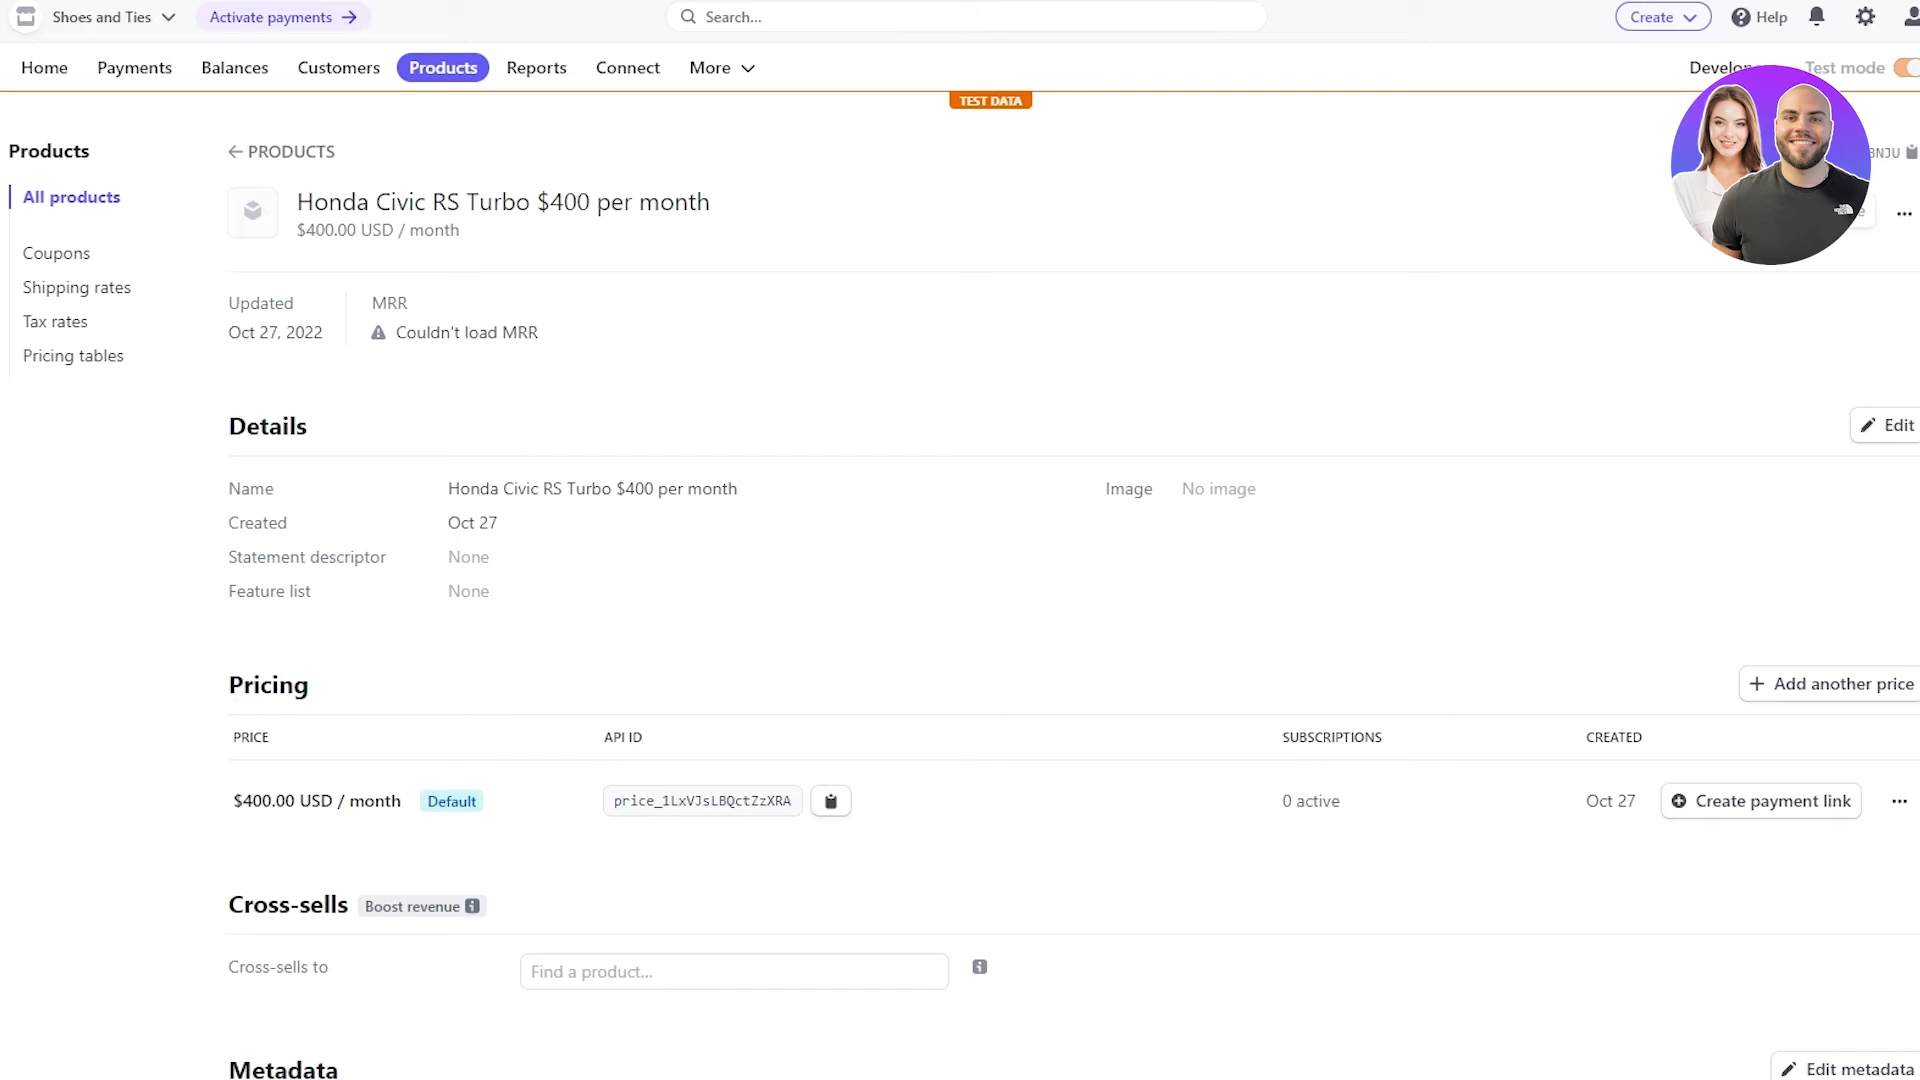 Shoes and Ties
Activate payments
Search...
Create
Help
Home
Payments
Balances
Customers
Products
Reports
Connect
More
Test mode
TEST DATA
Products
All products
Coupons
Shipping rates
Tax rates
Pricing tables
PRODUCTS
Honda Civic RS Turbo $400 per month
$400.00 USD / month
Updated
Oct 27, 2022
MRR
Couldn't load MRR
Details
Edit
Name
Honda Civic RS Turbo $400 per month
Created
Oct 27
Statement descriptor
None
Feature list
None
Image
No image
Pricing
Add another price
PRICE
API ID
SUBSCRIPTIONS
CREATED
$400.00 USD / month
Default
price_1LxVJsLBQctZzXRA
0 active
Oct 27
Create payment link
Cross-sells
Boost revenue
Cross-sells to
Find a product...
Metadata
Edit metadata